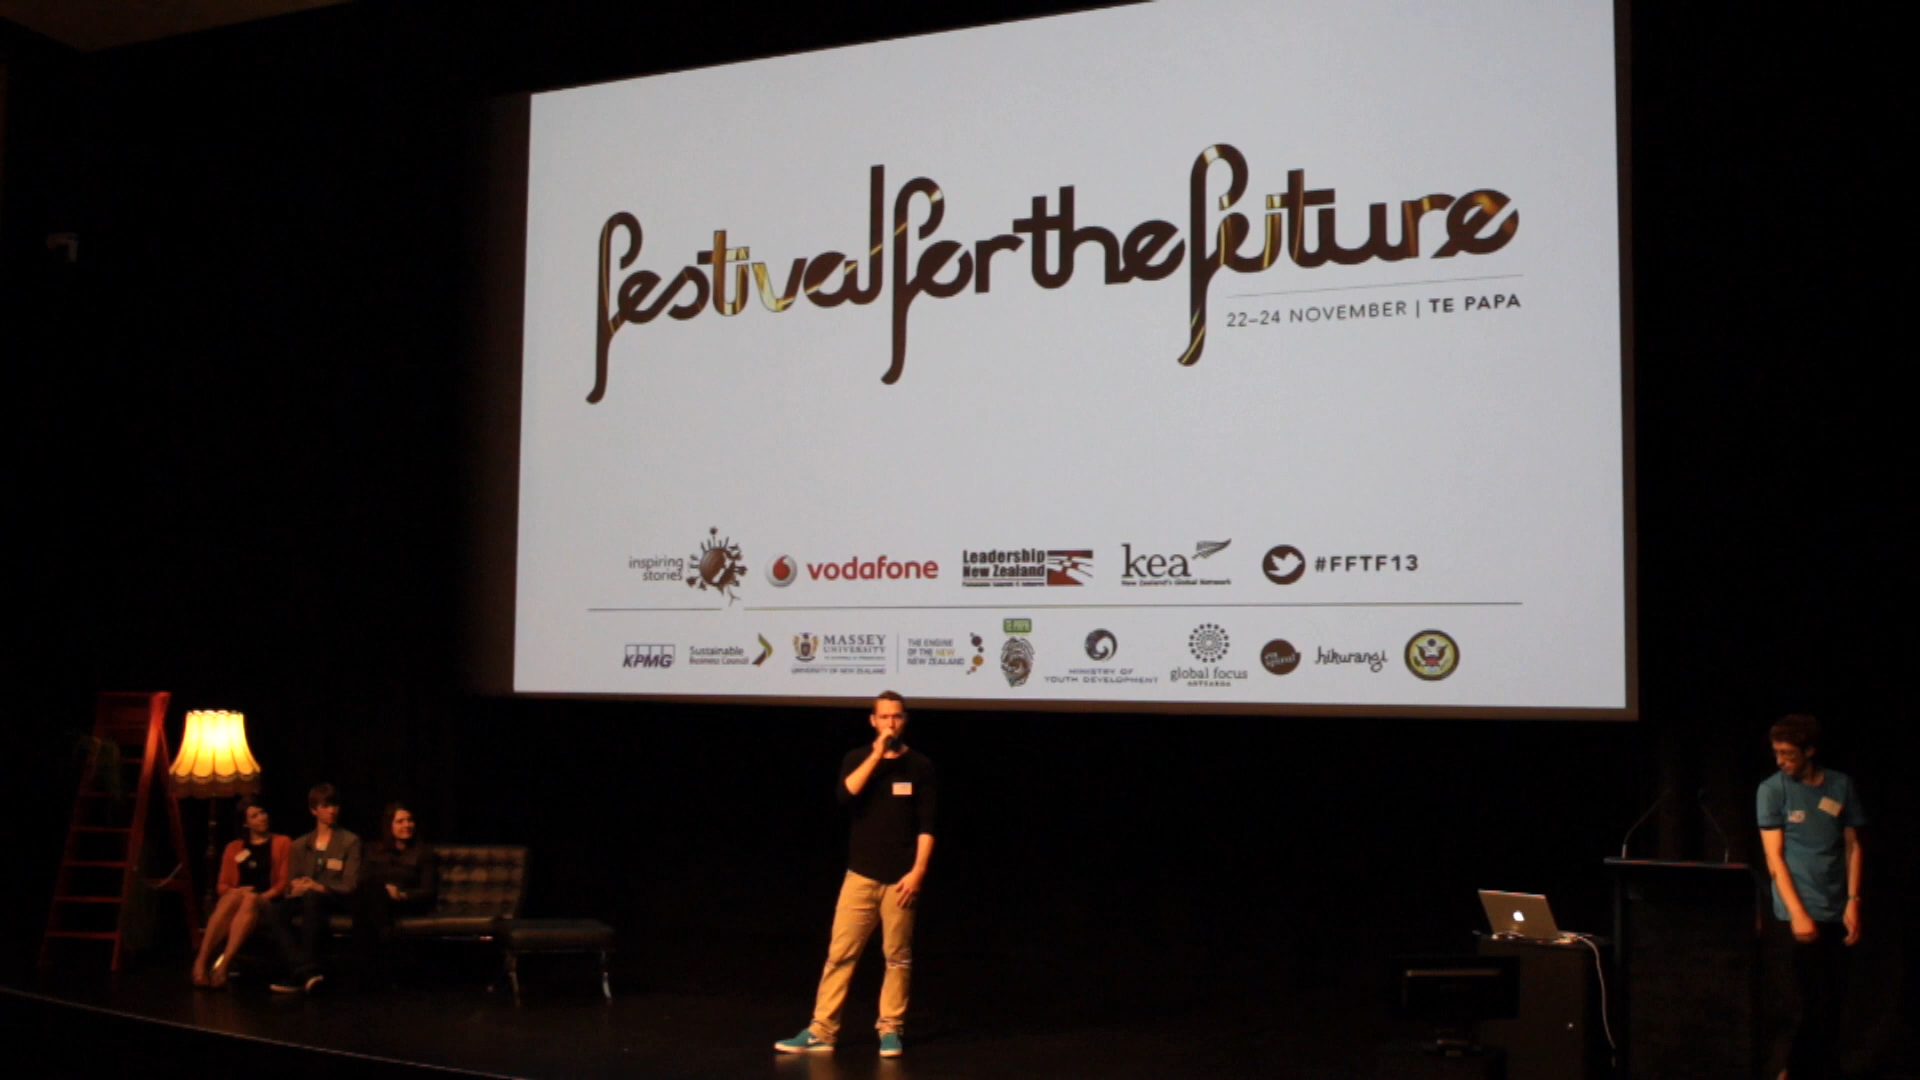 festivalforthefuture
22–24 NOVEMBER | TE PAPA
inspiring
stories
vodafone
Leadership
New Zealand
kea
New Zealand's Global Network
#FFTF13
KPMG
Sustainable
Business Council
MASSEY
UNIVERSITY
UNIVERSITY OF NEW ZEALAND
THE ENGINE
OF THE NEW
NEW ZEALAND
TE PAPA
MINISTRY OF
YOUTH DEVELOPMENT
global focus
AOTEAROA
hikurangi